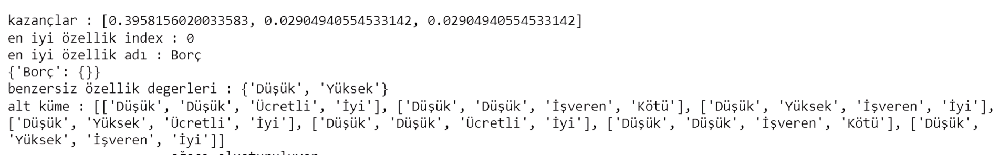 kazançlar : [0.3958156020033583, 0.02904940554533142, 0.02904940554533142]
en iyi özellik index : 0
en iyi özellik adı : Borç
{'Borç': {}}
benzersiz özellik degerleri : {'Düşük', 'Yüksek'}
alt küme : [['Düşük', 'Düşük', 'Ücretli', 'İyi'], ['Düşük', 'Düşük', 'İşveren', 'Kötü'], ['Düşük', 'Yüksek', 'İşveren', 'İyi'],
['Düşük', 'Yüksek', 'Ücretli', 'İyi'], ['Düşük', 'Düşük', 'Ücretli', 'İyi'], ['Düşük', 'Düşük', 'İşveren', 'Kötü'], ['Düşük',
'Yüksek', 'İşveren', 'İyi']]